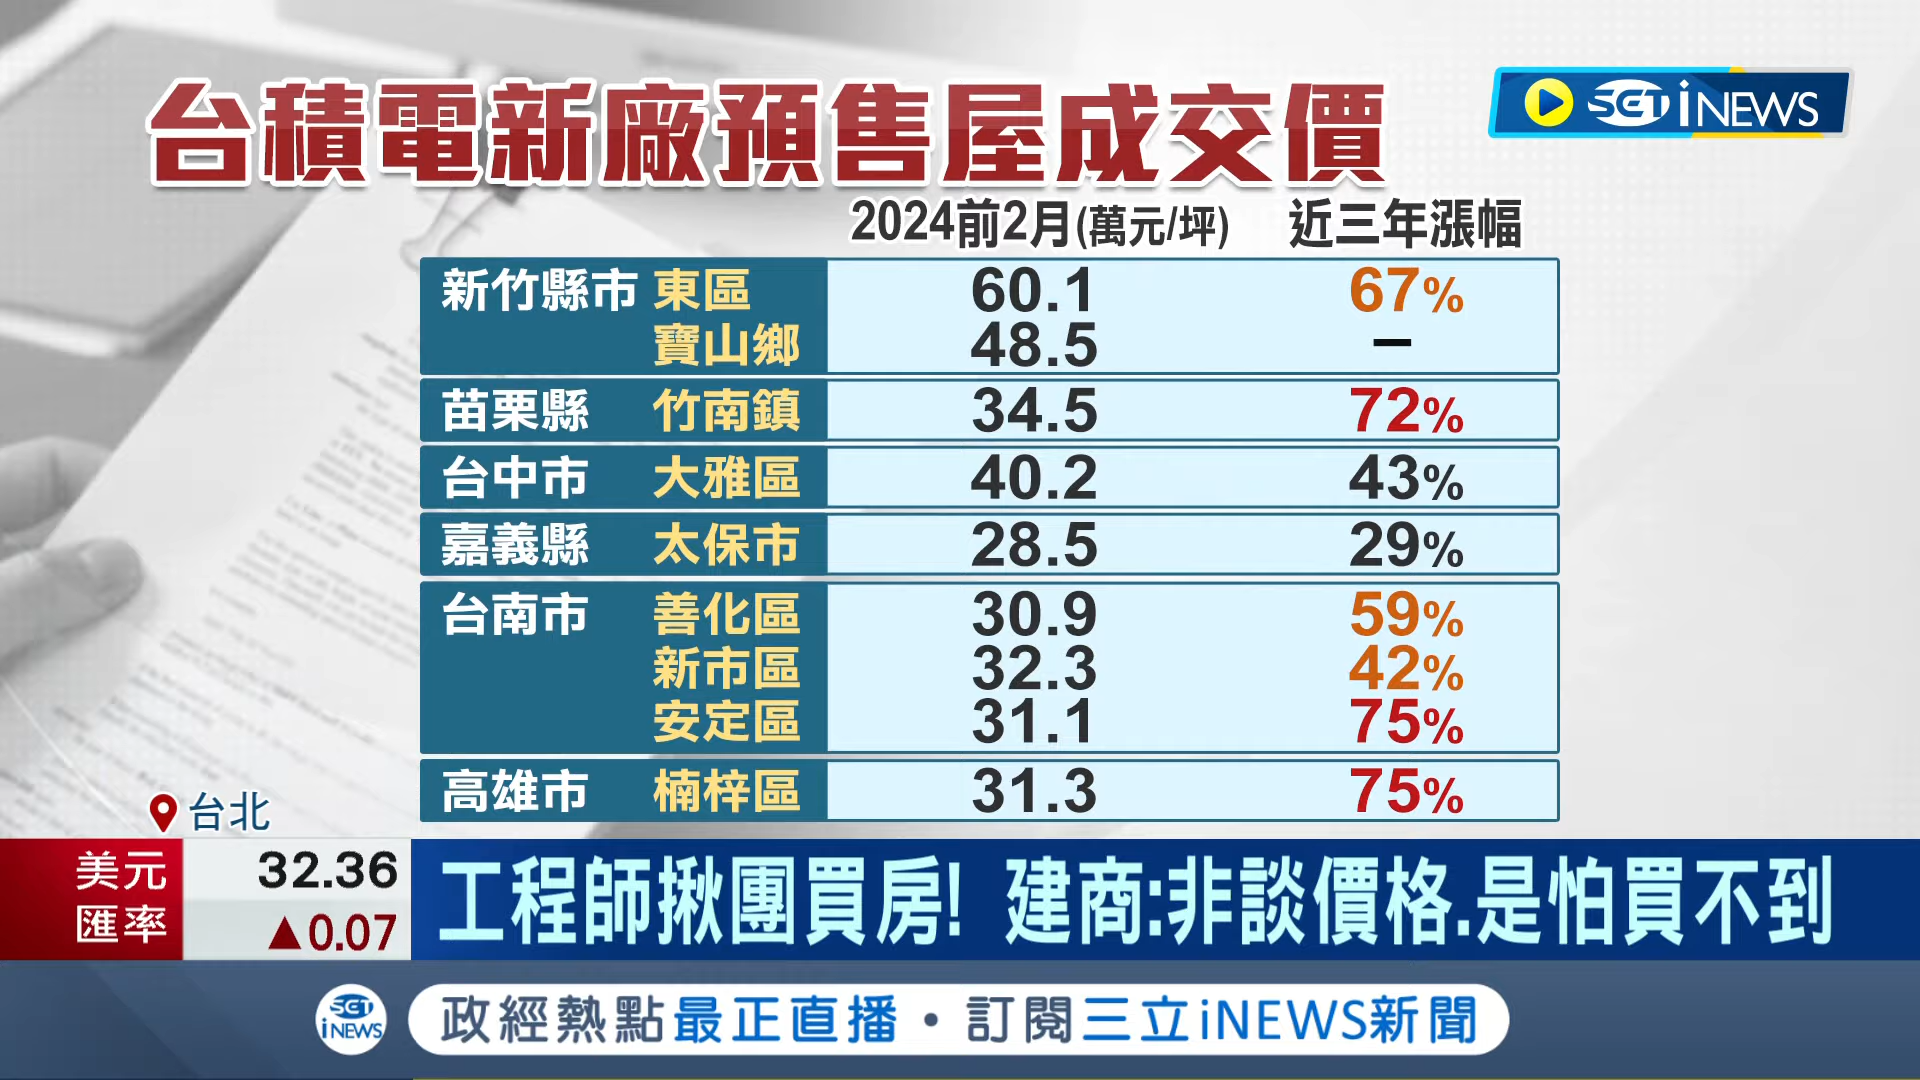 台積電新廠預售屋成交價
SET iNEWS
2024前2月(萬元/坪) 近三年漲幅
新竹縣市 東區 60.1 67%
寶山鄉 48.5 –
苗栗縣 竹南鎮 34.5 72%
台中市 大雅區 40.2 43%
嘉義縣 太保市 28.5 29%
台南市 善化區 30.9 59%
新市區 32.3 42%
安定區 31.1 75%
高雄市 楠梓區 31.3 75%
台北
美元匯率 32.36 ▲0.07
工程師揪團買房! 建商:非談價格.是怕買不到
SET iNEWS
政經熱點最正直播・訂閱三立iNEWS新聞